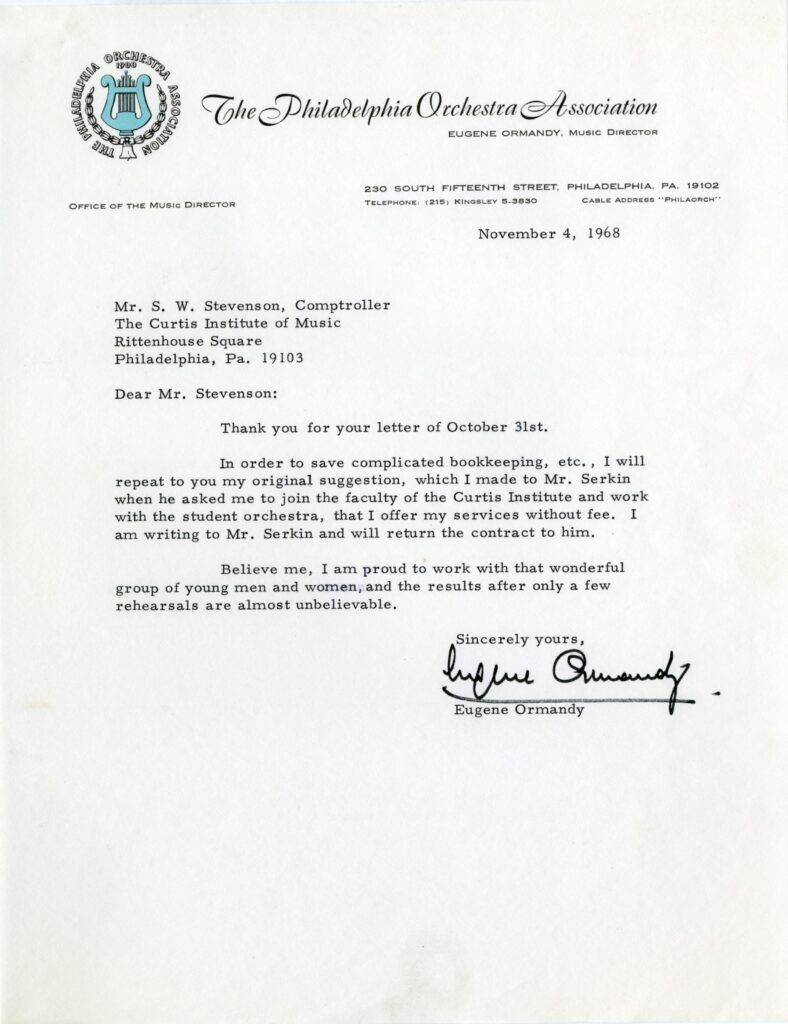 THE PHILADELPHIA ORCHESTRA ASSOCIATION
1900
The Philadelphia Orchestra Association
EUGENE ORMANDY, MUSIC DIRECTOR
230 SOUTH FIFTEENTH STREET, PHILADELPHIA, PA. 19102
OFFICE OF THE MUSIC DIRECTOR
TELEPHONE: (215) KINGSLEY 5-3830 CABLE ADDRESS "PHILAORCH"
November 4, 1968
Mr. S. W. Stevenson, Comptroller
The Curtis Institute of Music
Rittenhouse Square
Philadelphia, Pa. 19103
Dear Mr. Stevenson:
Thank you for your letter of October 31st.
In order to save complicated bookkeeping, etc., I will
repeat to you my original suggestion, which I made to Mr. Serkin
when he asked me to join the faculty of the Curtis Institute and work
with the student orchestra, that I offer my services without fee. I
am writing to Mr. Serkin and will return the contract to him.
Believe me, I am proud to work with that wonderful
group of young men and women, and the results after only a few
rehearsals are almost unbelievable.
Sincerely yours,
Eugene Ormandy
Eugene Ormandy